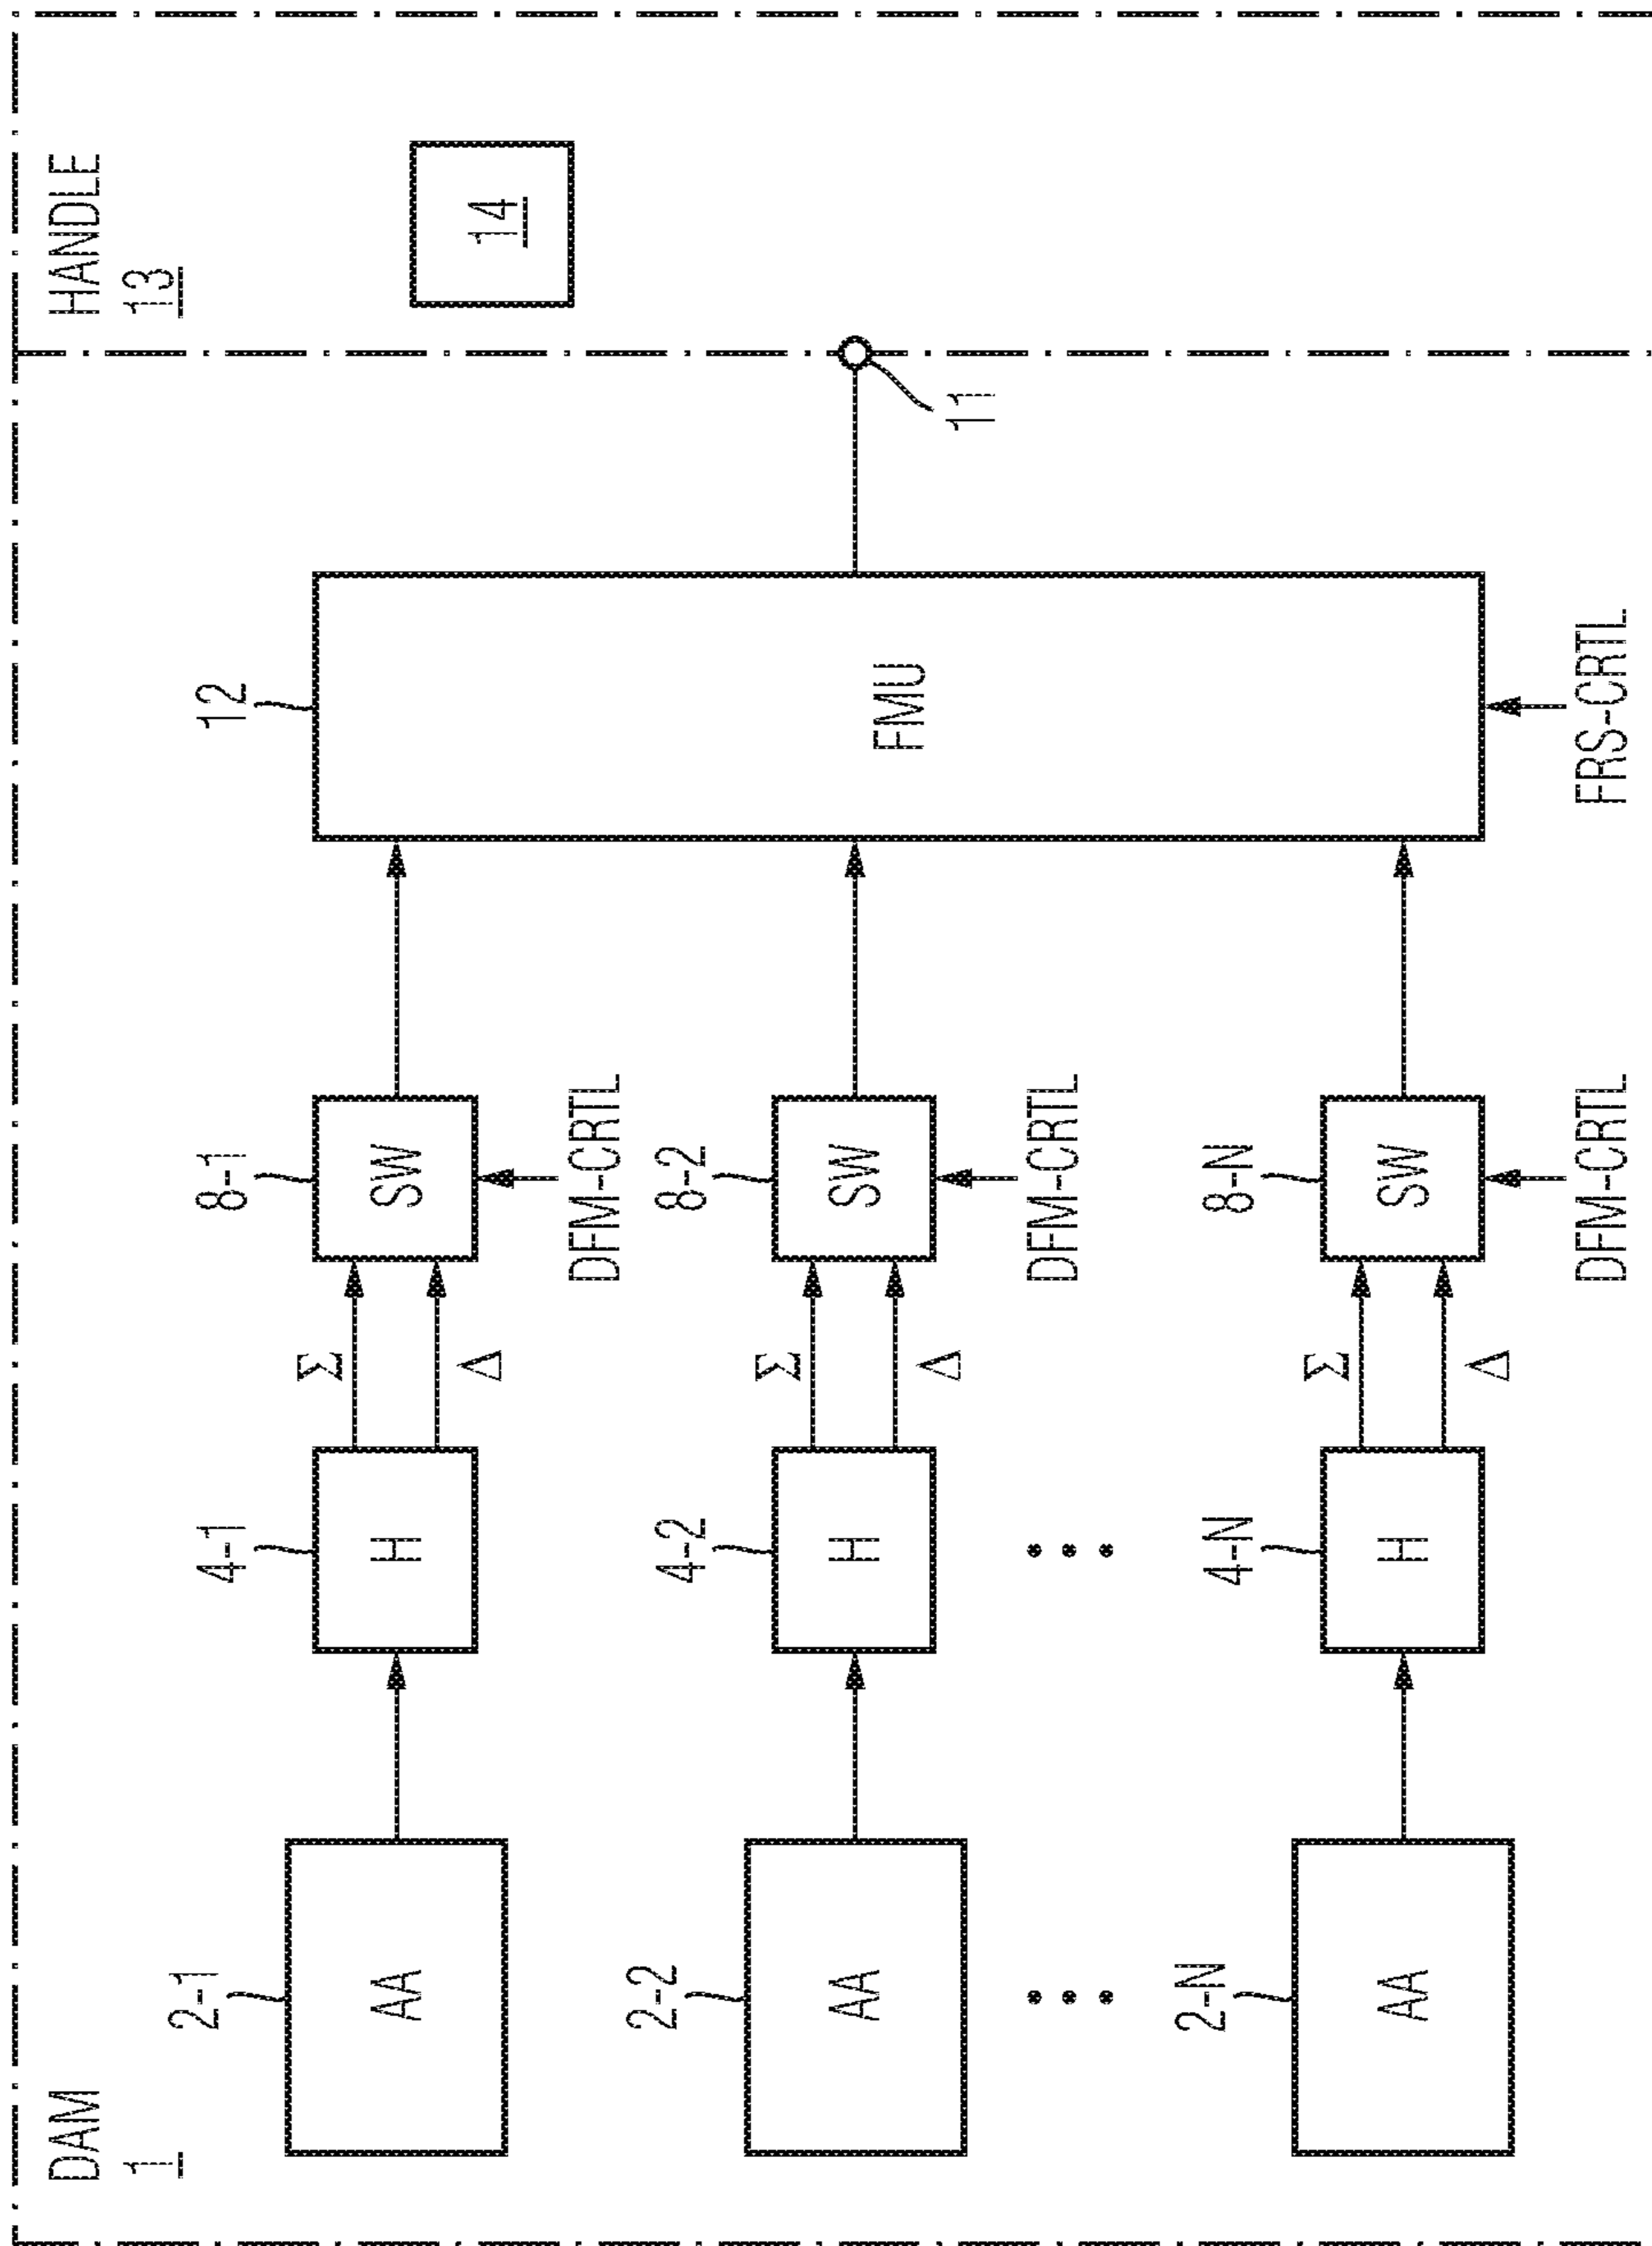 DAM
1
HANDLE
13
2-1
AA
4-1
H
Σ
Δ
8-1
SW
DFM-CRTL
12
FMU
FRS-CRTL
11
14
2-2
AA
4-2
H
Σ
Δ
8-2
SW
DFM-CRTL
2-N
AA
4-N
H
Σ
Δ
8-N
SW
DFM-CRTL